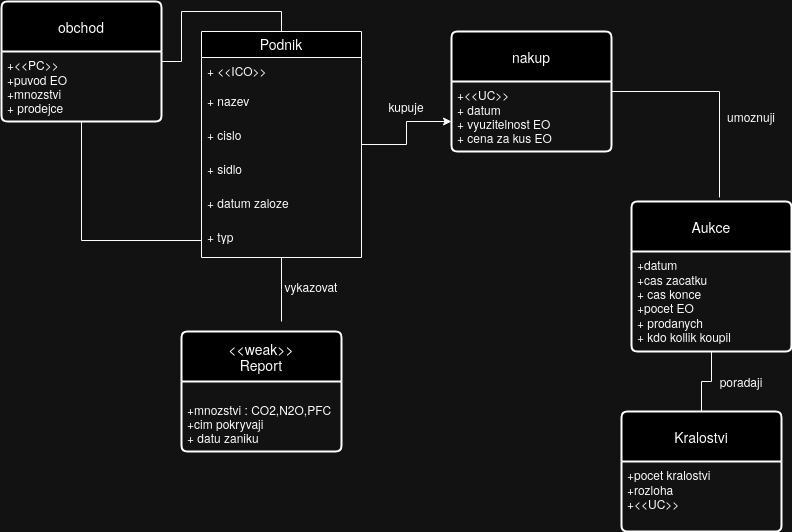 obchod
+<<PC>>
+puvod EO
+mnozstvi
+ prodejce
Podnik
+ <<ICO>>
+ nazev
+ cislo
+ sidlo
+ datum zaloze
+ typ
kupuje
nakup
+<<UC>>
+ datum
+ vyuzitelnost EO
+ cena za kus EO
umoznuji
Aukce
+datum
+cas zacatku
+ cas konce
+pocet EO
+ prodanych
+ kdo kollik koupil
vykazovat
<<weak>>
Report
+mnozstvi : CO2,N2O,PFC
+cim pokryvaji
+ datu zaniku
poradaji
Kralostvi
+pocet kralostvi
+rozloha
+<<UC>>